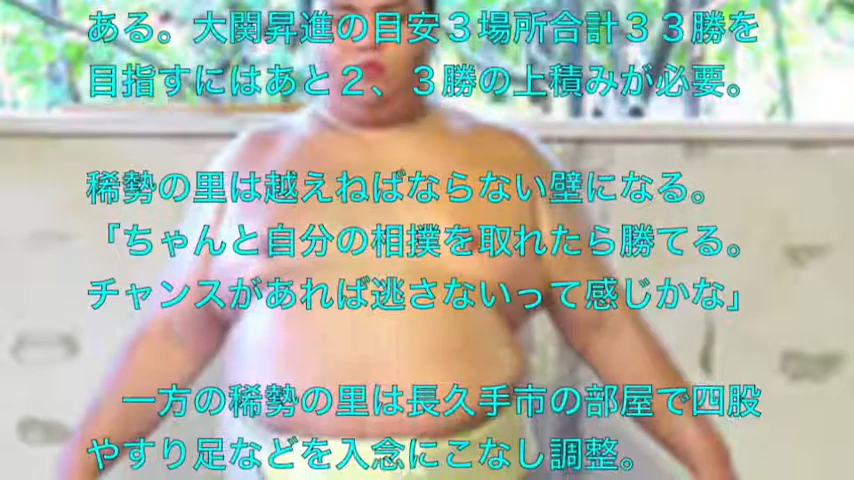 ある。大関昇進の目安３場所合計３３勝を
目指すにはあと２、３勝の上積みが必要。
稀勢の里は越えねばならない壁になる。
「ちゃんと自分の相撲を取れたら勝てる。
チャンスがあれば逃さないって感じかな」
一方の稀勢の里は長久手市の部屋で四股
やすり足などを入念にこなし調整。